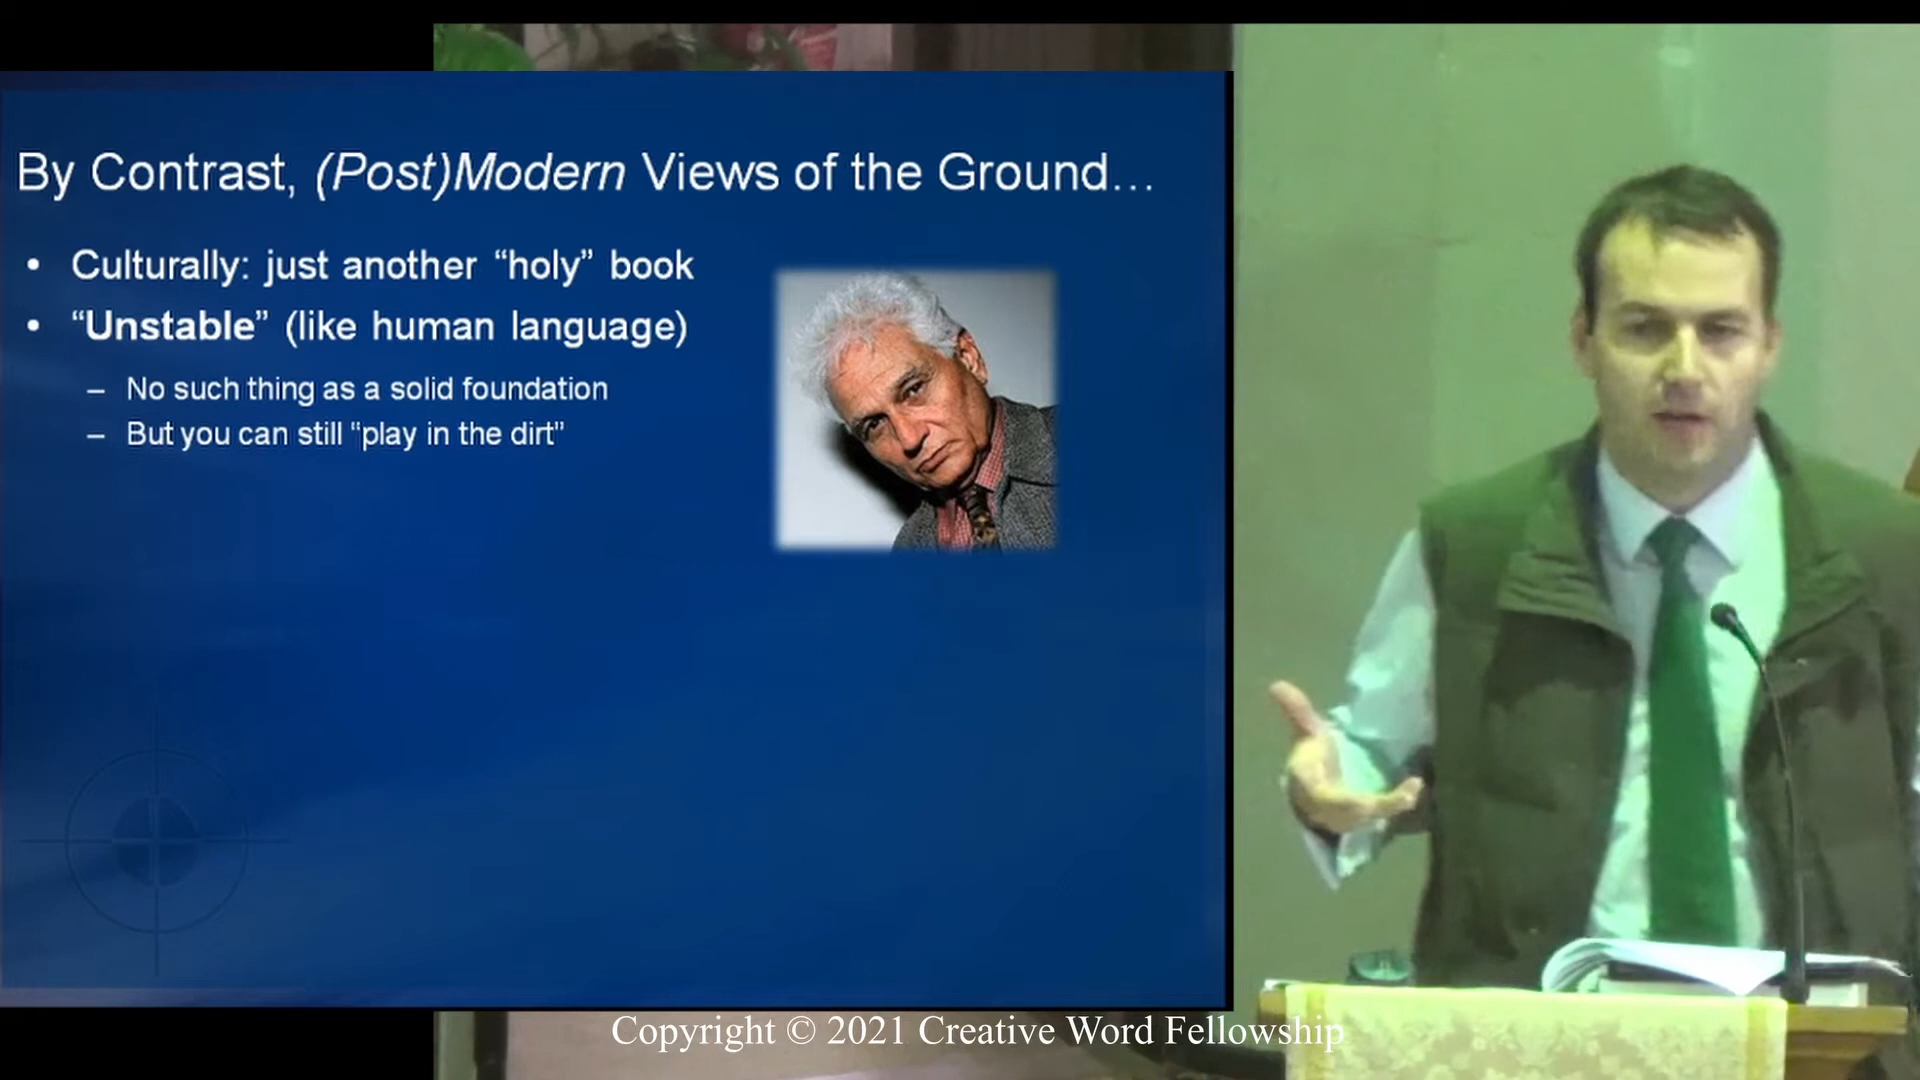 By Contrast, (Post)Modern Views of the Ground…
• Culturally: just another “holy” book
• “Unstable” (like human language)
– No such thing as a solid foundation
– But you can still “play in the dirt”
Copyright © 2021 Creative Word Fellowship